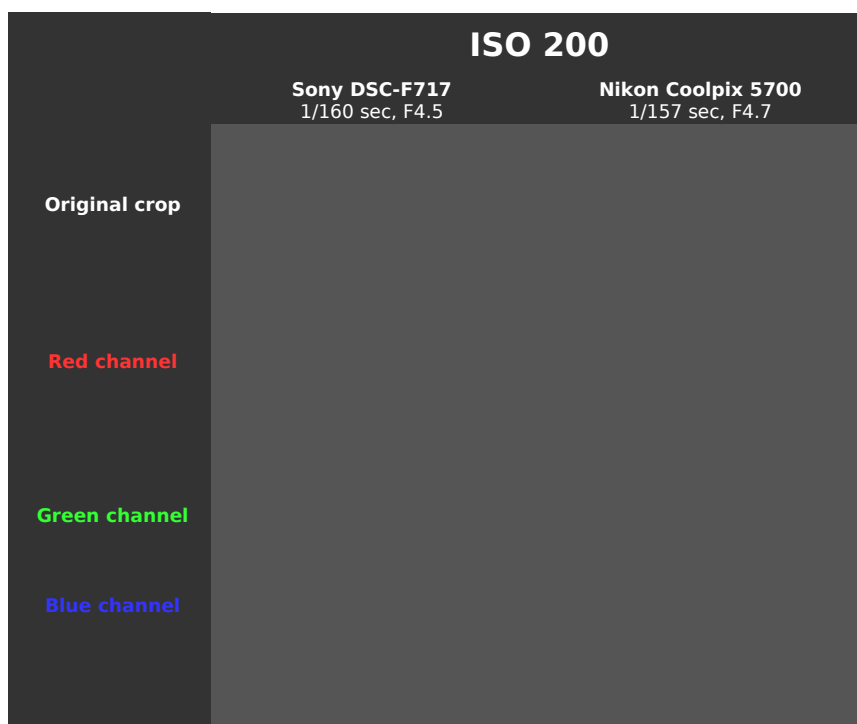 ISO 200
Sony DSC-F717
1/160 sec, F4.5
Nikon Coolpix 5700
1/157 sec, F4.7
Original crop
Red channel
Green channel
Blue channel